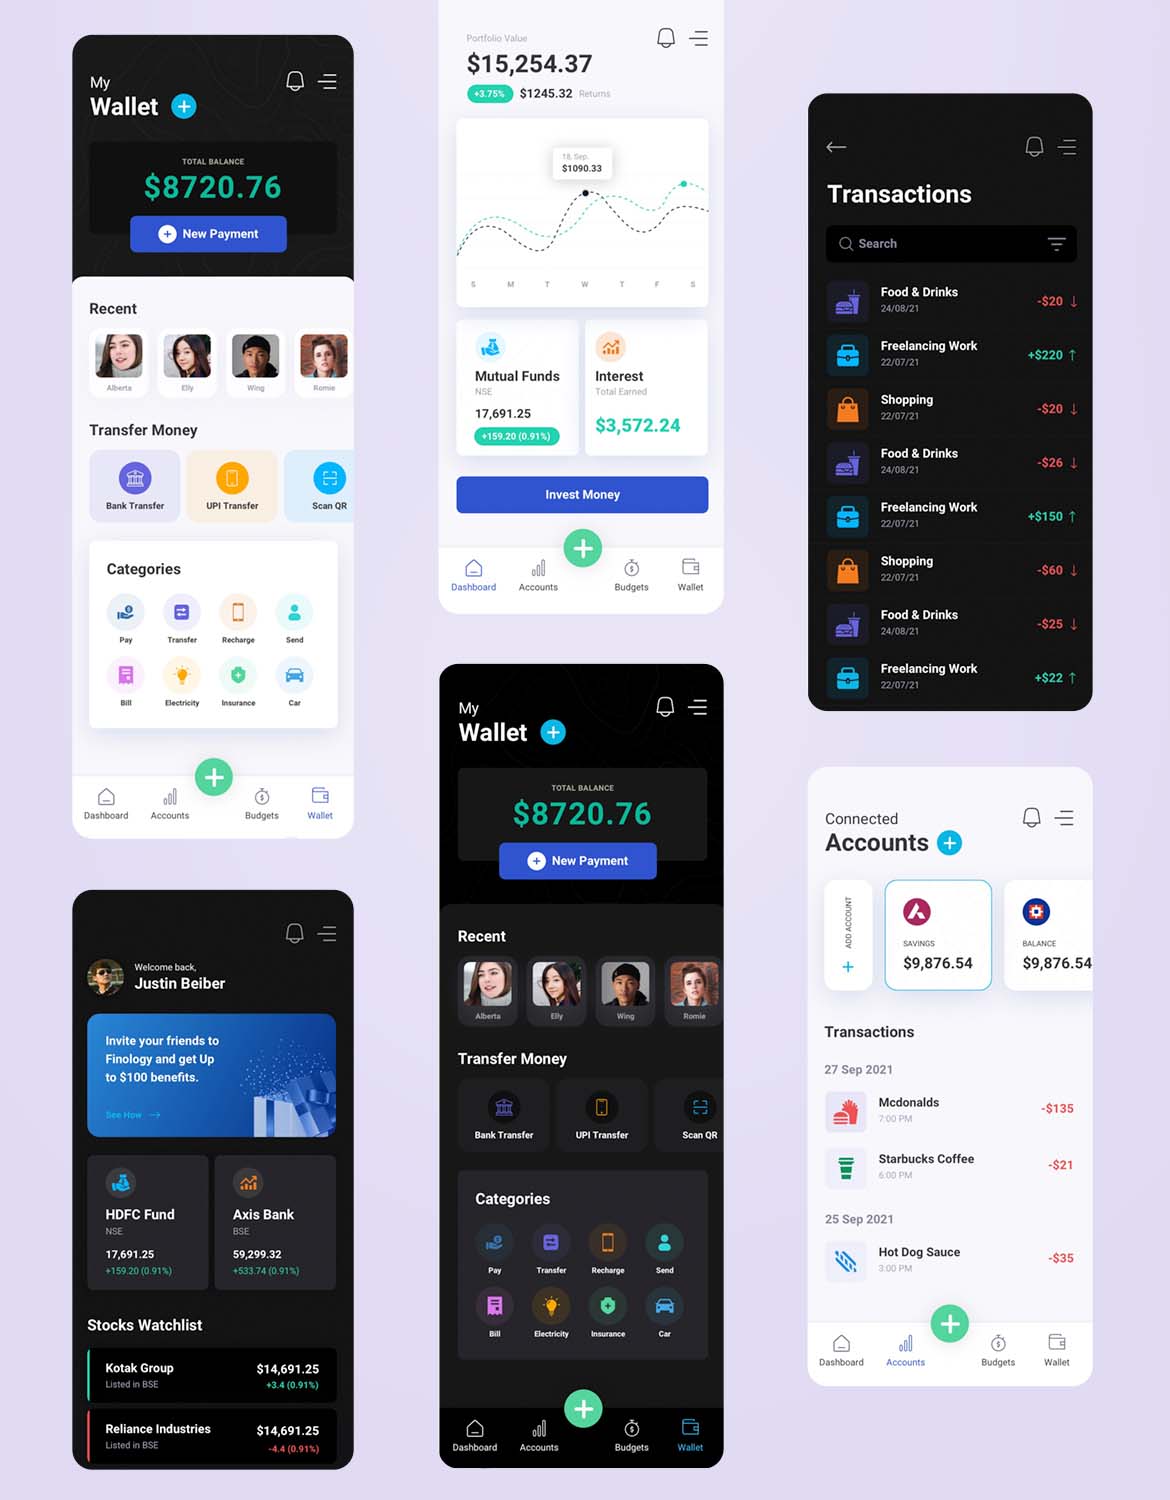 My
Wallet
TOTAL BALANCE
$8720.76
New Payment
Recent
Alberta
Elly
Wing
Romie
Transfer Money
Bank Transfer
UPI Transfer
Scan QR
Categories
Pay
Transfer
Recharge
Send
Bill
Electricity
Insurance
Car
Dashboard
Accounts
Budgets
Wallet
Welcome back,
Justin Beiber
Invite your friends to
Finology and get Up
to $100 benefits.
See How
HDFC Fund
NSE
17,691.25
+159.20 (0.91%)
Axis Bank
BSE
59,299.32
+533.74 (0.91%)
Stocks Watchlist
Kotak Group
Listed in BSE
$14,691.25
+3.4 (0.91%)
Reliance Industries
Listed in BSE
$14,691.25
-4.4 (0.91%)
Portfolio Value
$15,254.37
+3.75%
$1245.32 Returns
18, Sep.
$1090.33
S M T W T F S
Mutual Funds
NSE
17,691.25
+159.20 (0.91%)
Interest
Total Earned
$3,572.24
Invest Money
Dashboard
Accounts
Budgets
Wallet
My
Wallet
TOTAL BALANCE
$8720.76
New Payment
Recent
Alberta
Elly
Wing
Romie
Transfer Money
Bank Transfer
UPI Transfer
Scan QR
Categories
Pay
Transfer
Recharge
Send
Bill
Electricity
Insurance
Car
Dashboard
Accounts
Budgets
Wallet
Transactions
Search
Food & Drinks
24/08/21
-$20 ↓
Freelancing Work
22/07/21
+$220 ↑
Shopping
22/07/21
-$20 ↓
Food & Drinks
24/08/21
-$26 ↓
Freelancing Work
22/07/21
+$150 ↑
Shopping
22/07/21
-$60 ↓
Food & Drinks
24/08/21
-$25 ↓
Freelancing Work
22/07/21
+$22 ↑
Connected
Accounts
ADD ACCOUNT
SAVINGS
$9,876.54
BALANCE
$9,876.54
Transactions
27 Sep 2021
Mcdonalds
7:00 PM
-$135
Starbucks Coffee
6:00 PM
-$21
25 Sep 2021
Hot Dog Sauce
3:00 PM
-$35
Dashboard
Accounts
Budgets
Wallet